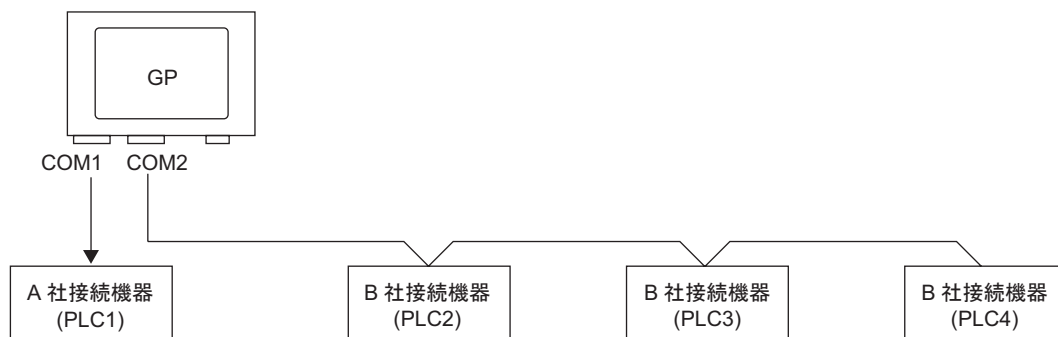 GP
COM1
COM2
A 社接続機器
(PLC1)
B 社接続機器
(PLC2)
B 社接続機器
(PLC3)
B 社接続機器
(PLC4)